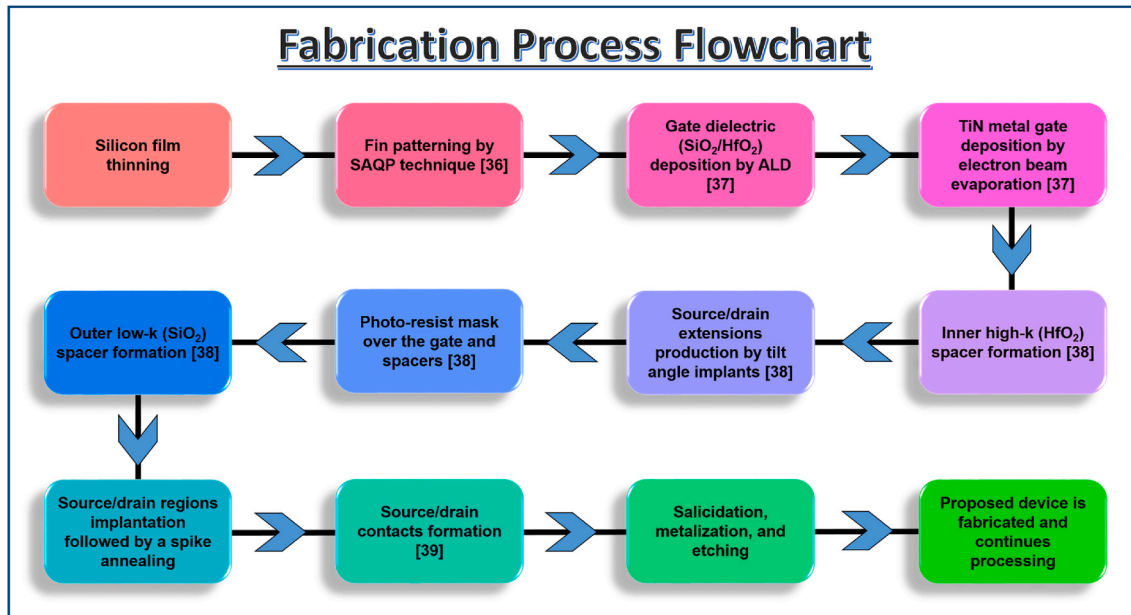 Fabrication Process Flowchart
Silicon film
thinning
Fin patterning by
SAQP technique [36]
Gate dielectric
(SiO₂/HfO₂)
deposition by ALD
[37]
TiN metal gate
deposition by
electron beam
evaporation [37]
Inner high-k (HfO₂)
spacer formation [38]
Source/drain
extensions
production by tilt
angle implants [38]
Photo-resist mask
over the gate and
spacers [38]
Outer low-k (SiO₂)
spacer formation [38]
Source/drain regions
implantation
followed by a spike
annealing
Source/drain
contacts formation
[39]
Salicidation,
metalization, and
etching
Proposed device is
fabricated and
continues
processing